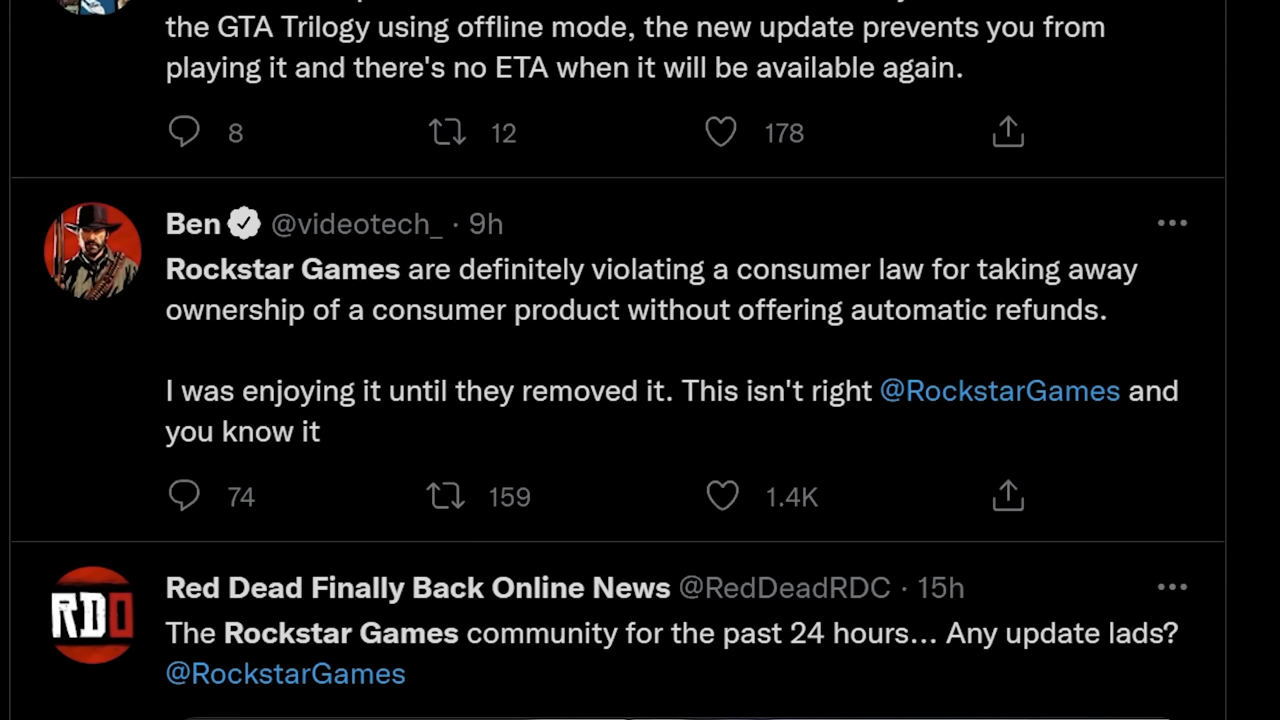 the GTA Trilogy using offline mode, the new update prevents you from
playing it and there's no ETA when it will be available again.
8 12 178
Ben @videotech_ · 9h
Rockstar Games are definitely violating a consumer law for taking away
ownership of a consumer product without offering automatic refunds.
I was enjoying it until they removed it. This isn't right @RockstarGames and
you know it
74 159 1.4K
RDO
Red Dead Finally Back Online News @RedDeadRDC · 15h
The Rockstar Games community for the past 24 hours... Any update lads?
@RockstarGames